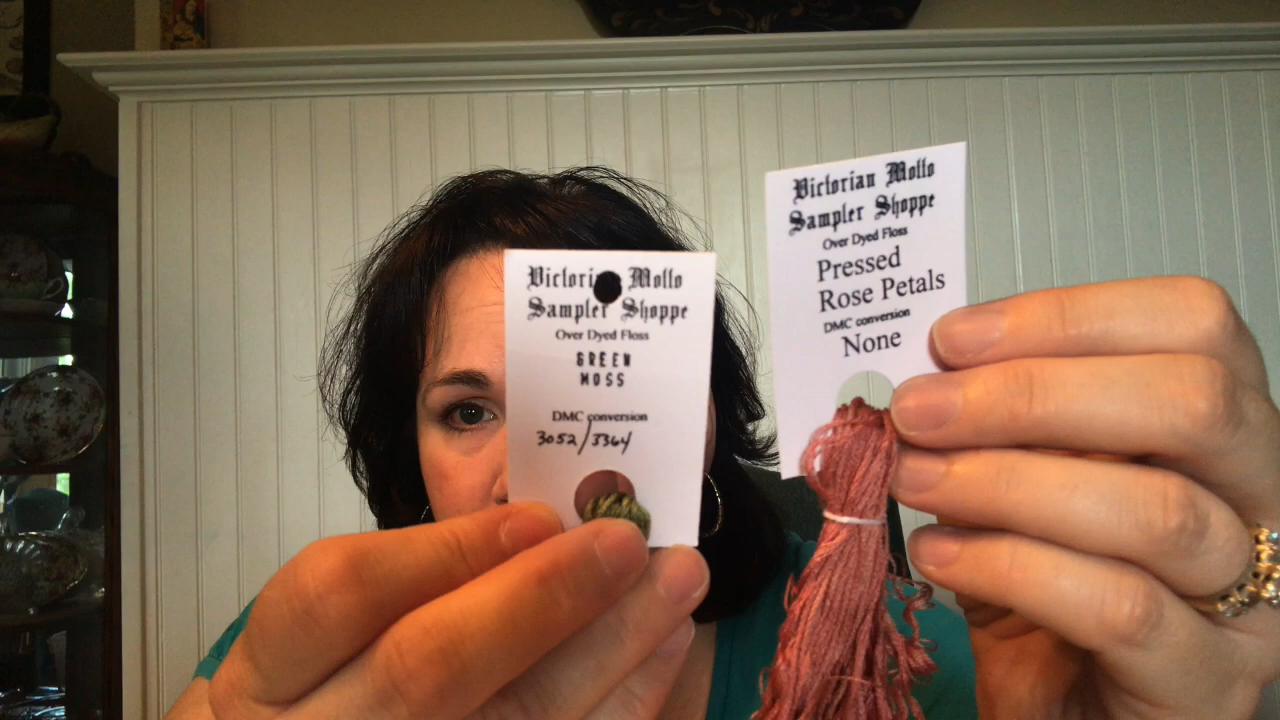 Victorian Motto
Sampler Shoppe
Over Dyed Floss
GREEN
MOSS
DMC conversion
3052/3364
Victorian Motto
Sampler Shoppe
Over Dyed Floss
Pressed
Rose Petals
DMC conversion
None